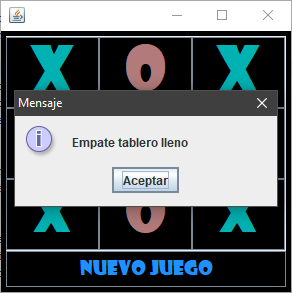 X O X
Mensaje
Empate tablero lleno
Aceptar
X O X
NUEVO JUEGO